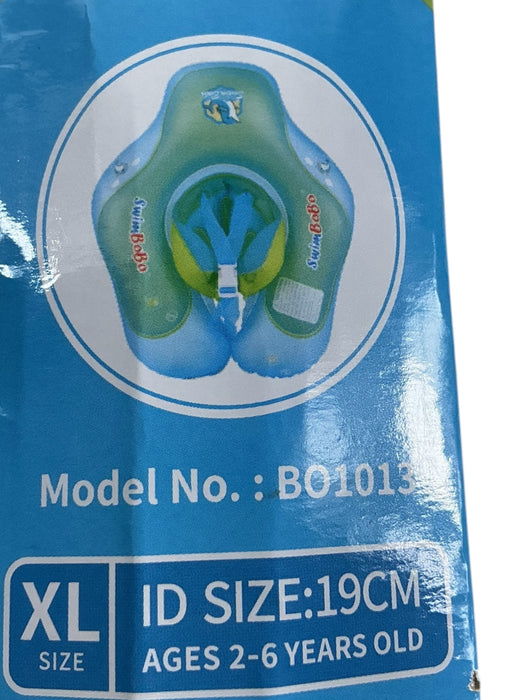 SwimBoBo
SwimBoBo
Model No. : BO1013
XL
SIZE
ID SIZE:19CM
AGES 2-6 YEARS OLD